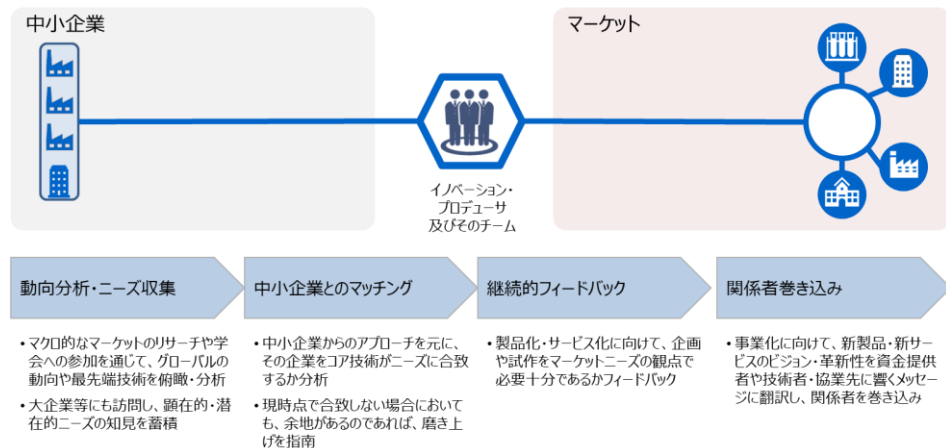 中小企業
マーケット
イノベーション・
プロデューサ
及びそのチーム
動向分析・ニーズ収集
中小企業とのマッチング
継続的フィードバック
関係者巻き込み
• マクロ的なマーケットのリサーチや学
会への参加を通じて、グローバルの
動向や最先端技術を俯瞰・分析
• 大企業等にも訪問し、顕在的・潜
在的ニーズの知見を蓄積
• 中小企業からのアプローチを元に、
その企業をコア技術がニーズに合致
するか分析
• 現時点で合致しない場合において
も、余地があるのであれば、磨き上
げを指南
• 製品化・サービス化に向けて、企画
や試作をマーケットニーズの観点で
必要十分であるかフィードバック
• 事業化に向けて、新製品・新サ
ービスのビジョン・革新性を資金提供
者や技術者・協業先に響くメッセー
ジに翻訳し、関係者を巻き込み